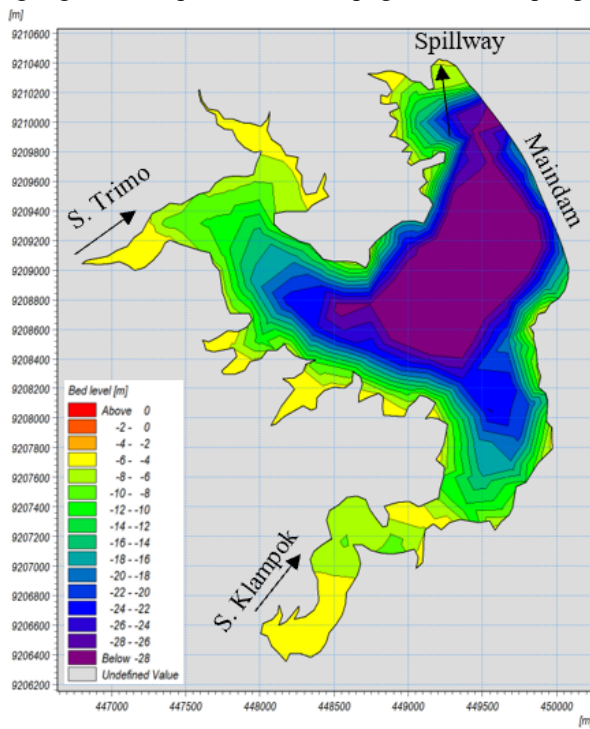 [m]
9210600
Spillway
9210400
9210200
9210000
Maindam
9209800
9209600
S. Trimo
9209400
9209200
9209000
9208800
9208600
9208400
9208200
9208000
9207800
9207600
9207400
9207200
9207000
S. Klampok
9206800
9206600
9206400
9206200
Bed level [m]
Above 0
-2 - 0
-4 - -2
-6 - -4
-8 - -6
-10 - -8
-12 - -10
-14 - -12
-16 - -14
-18 - -16
-20 - -18
-22 - -20
-24 - -22
-26 - -24
-28 - -26
Below -28
Undefined Value
447000 447500 448000 448500 449000 449500 450000
[m